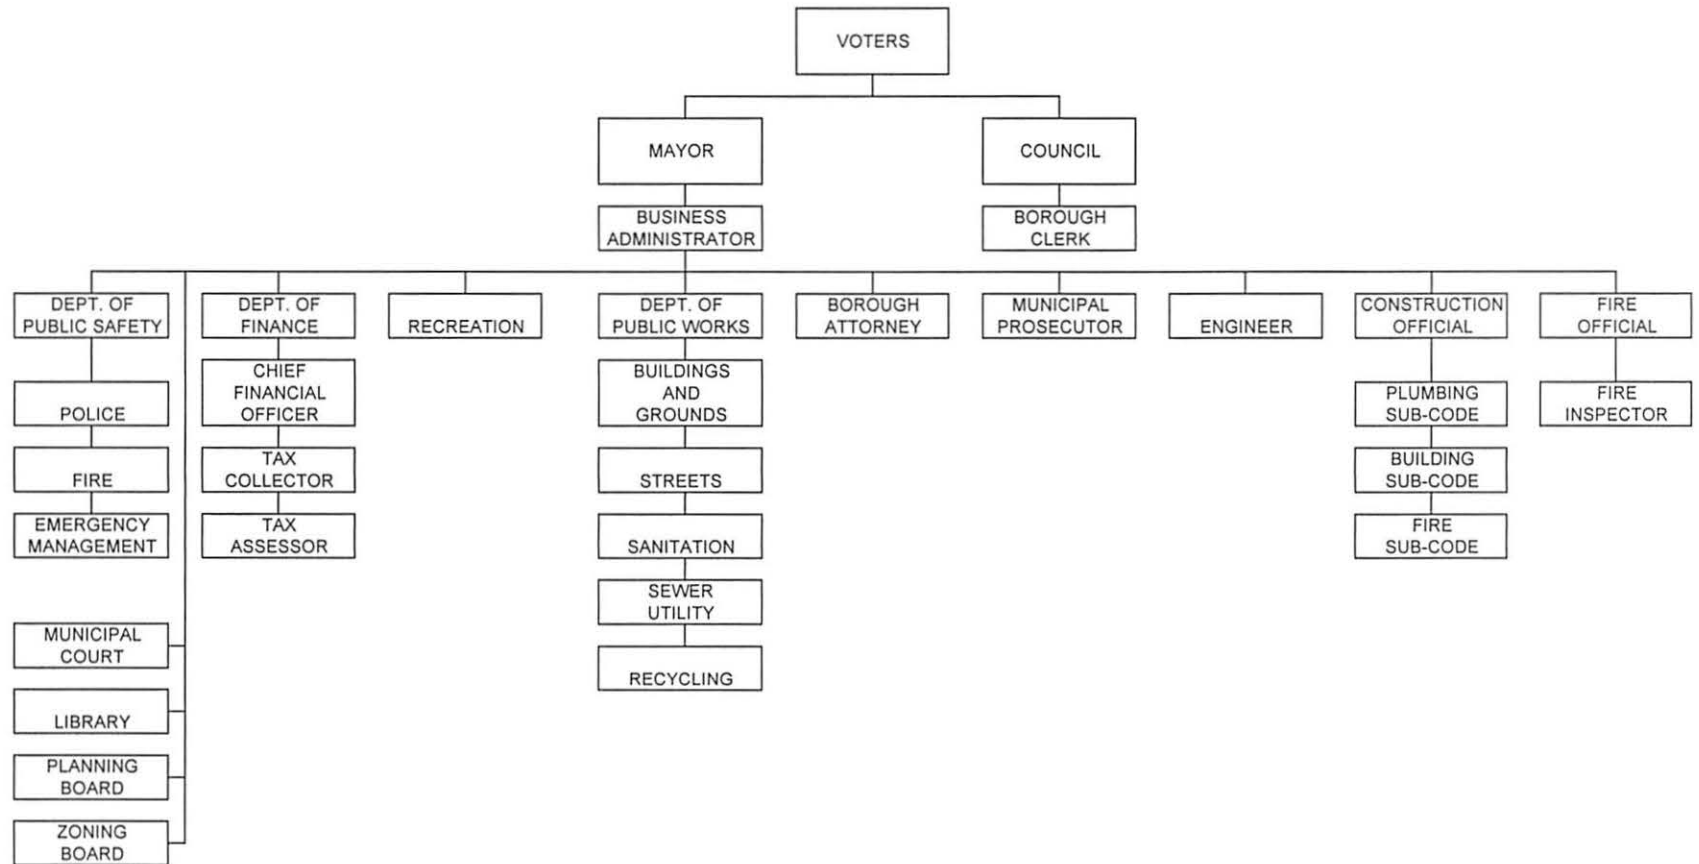 VOTERS
MAYOR
COUNCIL
BUSINESS
ADMINISTRATOR
BOROUGH
CLERK
DEPT. OF
PUBLIC SAFETY
DEPT. OF
FINANCE
RECREATION
DEPT. OF
PUBLIC WORKS
BOROUGH
ATTORNEY
MUNICIPAL
PROSECUTOR
ENGINEER
CONSTRUCTION
OFFICIAL
FIRE
OFFICIAL
POLICE
FIRE
EMERGENCY
MANAGEMENT
CHIEF
FINANCIAL
OFFICER
TAX
COLLECTOR
TAX
ASSESSOR
BUILDINGS
AND
GROUNDS
STREETS
SANITATION
SEWER
UTILITY
RECYCLING
PLUMBING
SUB-CODE
BUILDING
SUB-CODE
FIRE
SUB-CODE
FIRE
INSPECTOR
MUNICIPAL
COURT
LIBRARY
PLANNING
BOARD
ZONING
BOARD